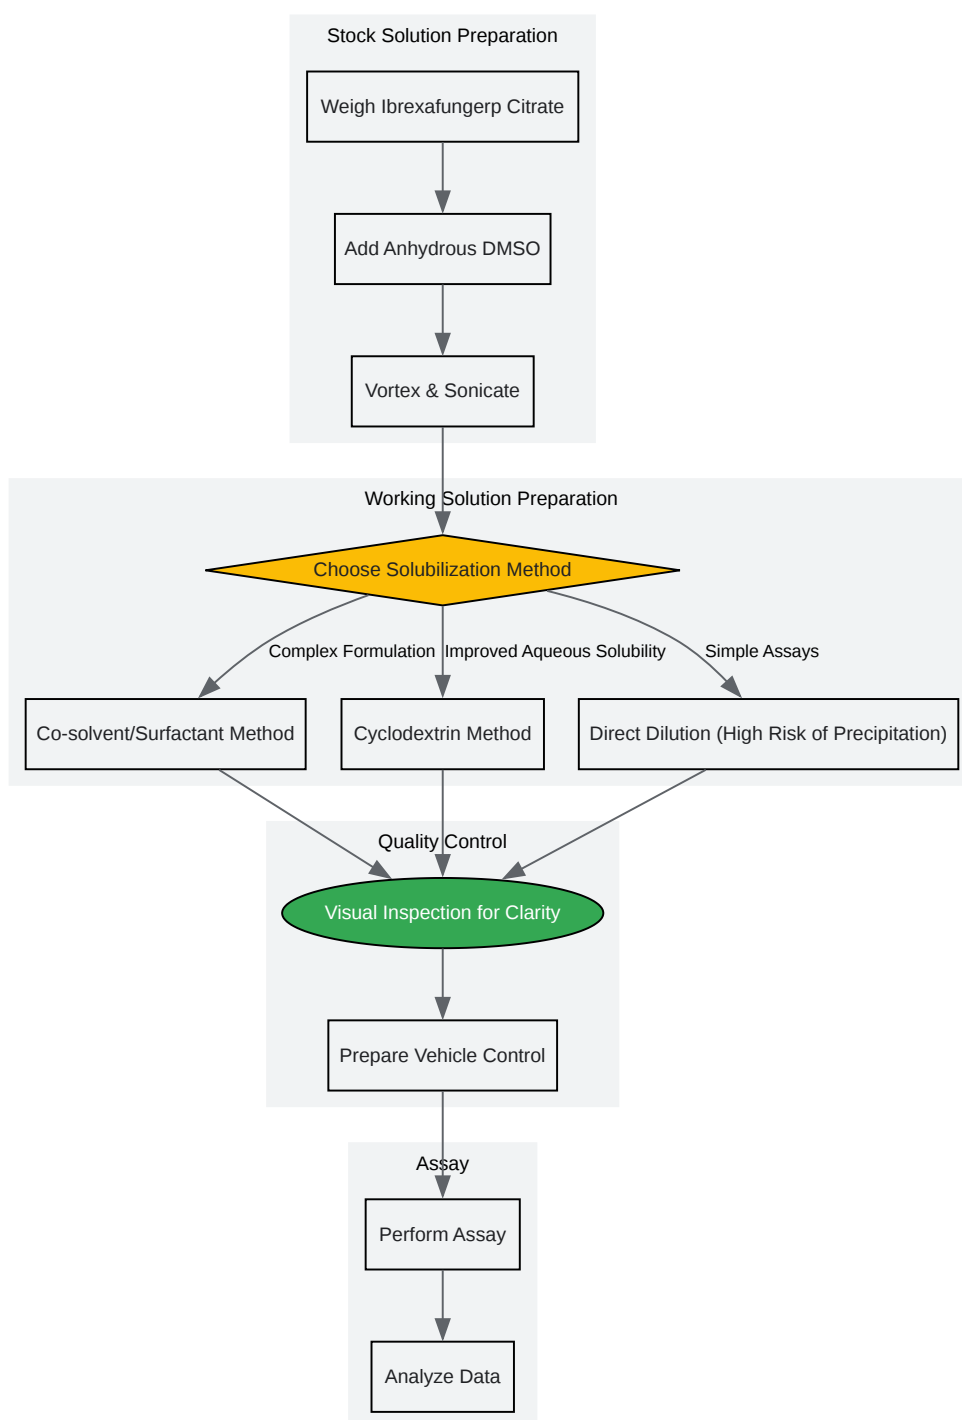 Stock Solution Preparation
Weigh Ibrexafungerp Citrate
Add Anhydrous DMSO
Vortex & Sonicate
Working Solution Preparation
Choose Solubilization Method
Complex Formulation
Improved Aqueous Solubility
Simple Assays
Co-solvent/Surfactant Method
Cyclodextrin Method
Direct Dilution (High Risk of Precipitation)
Quality Control
Visual Inspection for Clarity
Prepare Vehicle Control
Assay
Perform Assay
Analyze Data